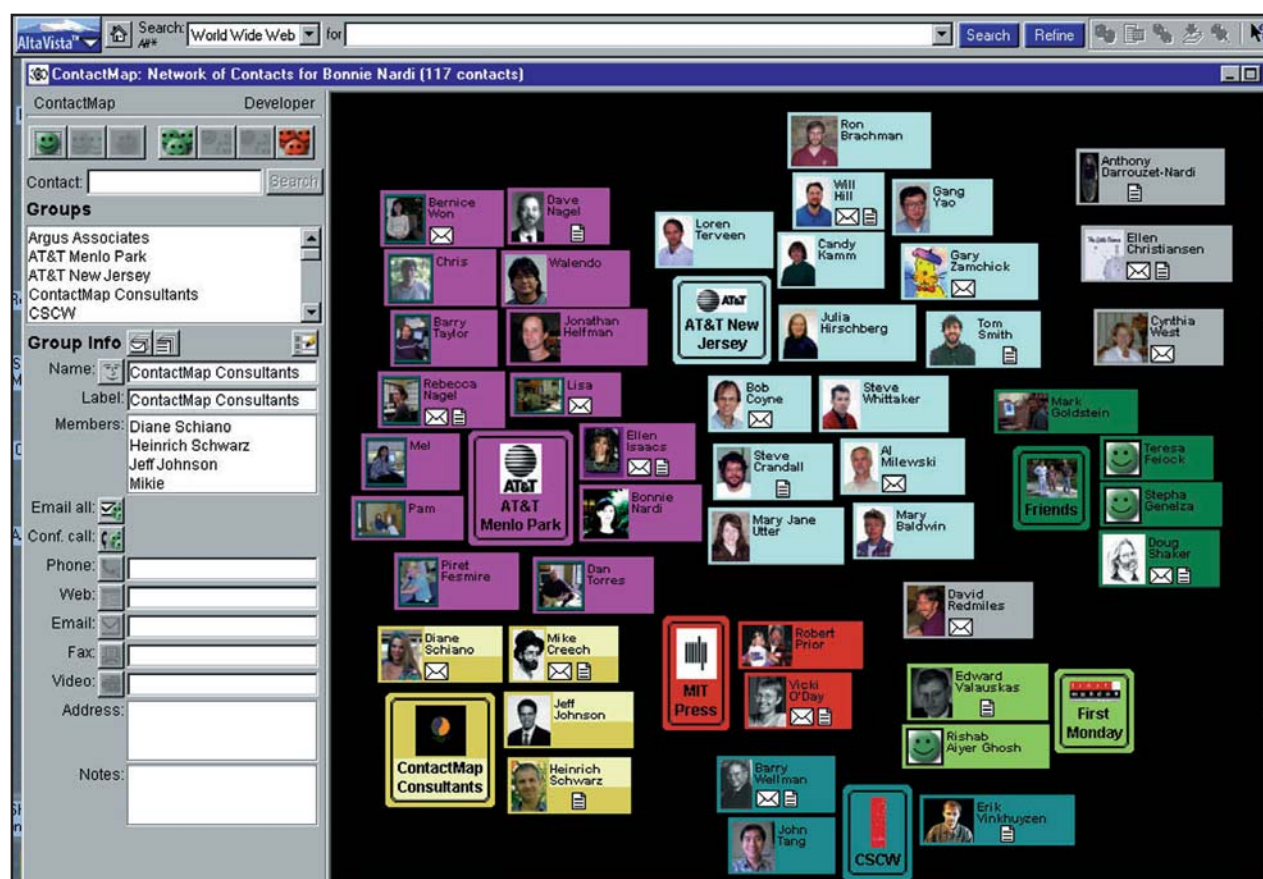 AltaVista™
Search:
World Wide Web
for
Search
Refine
ContactMap: Network of Contacts for Bonnie Nardi (117 contacts)
ContactMap
Developer
Contact:
Search
Groups
Argus Associates
AT&T Menlo Park
AT&T New Jersey
ContactMap Consultants
CSCW
Group Info
Name:
ContactMap Consultants
Label:
ContactMap Consultants
Members:
Diane Schiano
Heinrich Schwarz
Jeff Johnson
Mikie
Email all:
Conf. call:
Phone:
Web:
Email:
Fax:
Video:
Address:
Notes:
Bernice
Won
Dave
Nagel
Chris
Walendo
Barry
Taylor
Jonathan
Helfman
Rebecca
Nagel
Lisa
Mel
AT&T
AT&T
Menlo Park
Ellen
Isaacs
Pam
Bonnie
Nardi
Piret
Fesmire
Dan
Torres
Ron
Brachman
Will
Hill
Gang
Yao
Loren
Terveen
Candy
Kamm
Gary
Zamchick
AT&T
AT&T New
Jersey
Julia
Hirschberg
Tom
Smith
Bob
Coyne
Steve
Whittaker
Steve
Crandall
Al
Milewski
Mary Jane
Utter
Mary
Baldwin
Anthony
Darrouzet-Nardi
Ellen
Christiansen
Cynthia
West
Mark
Goldstein
Friends
Teresa
Feiock
Stepha
Genelza
Doug
Shaker
David
Redmiles
Diane
Schiano
Mike
Creech
ContactMap
Consultants
Jeff
Johnson
Heinrich
Schwarz
MIT
Press
Robert
Prior
Vicki
O'Day
Edward
Valauskas
Rishab
Aiyer Ghosh
First
Monday
Barry
Wellman
John
Tang
CSCW
Erik
Vinkhuyzen